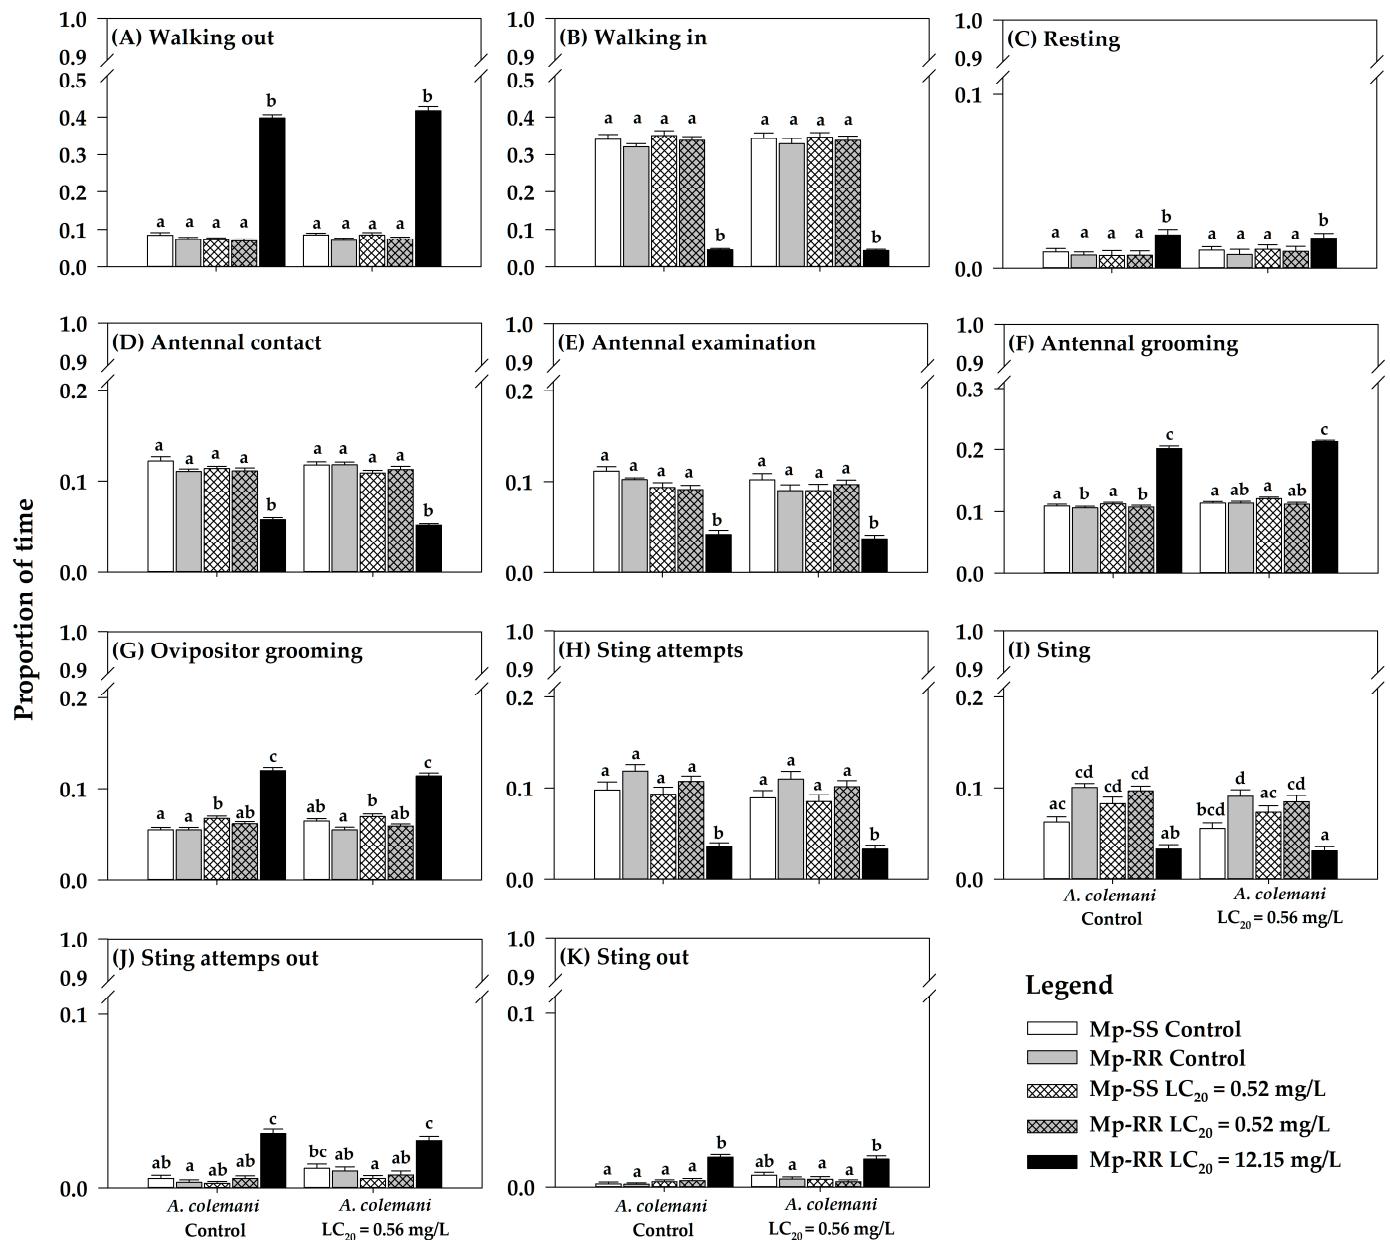 Proportion of time
(A) Walking out
1.0
0.9
0.5
0.4
0.3
0.2
0.1
0.0
a a a a b
a a a a b
(B) Walking in
1.0
0.9
0.5
0.4
0.3
0.2
0.1
0.0
a a a a b
a a a a b
(C) Resting
1.0
0.9
0.1
0.0
a a a a b
a a a a b
(D) Antennal contact
1.0
0.9
0.2
0.1
0.0
a a a a b
a a a a b
(E) Antennal examination
1.0
0.9
0.2
0.1
0.0
a a a a b
a a a a b
(F) Antennal grooming
1.0
0.9
0.3
0.2
0.1
0.0
a b a b c
a ab a ab c
(G) Ovipositor grooming
1.0
0.9
0.2
0.1
0.0
a a b ab c
ab a b ab c
(H) Sting attempts
1.0
0.9
0.2
0.1
0.0
a a a a b
a a a a b
(I) Sting
1.0
0.9
0.2
0.1
0.0
ac cd cd cd ab
bcd d ac cd a
A. colemani
Control
A. colemani
LC20 = 0.56 mg/L
(J) Sting attemps out
1.0
0.9
0.1
0.0
ab a ab ab c
bc ab a ab c
A. colemani
Control
A. colemani
LC20 = 0.56 mg/L
(K) Sting out
1.0
0.9
0.1
0.0
a a a a b
ab a a a b
A. colemani
Control
A. colemani
LC20 = 0.56 mg/L
Legend
Mp-SS Control
Mp-RR Control
Mp-SS LC20 = 0.52 mg/L
Mp-RR LC20 = 0.52 mg/L
Mp-RR LC20 = 12.15 mg/L